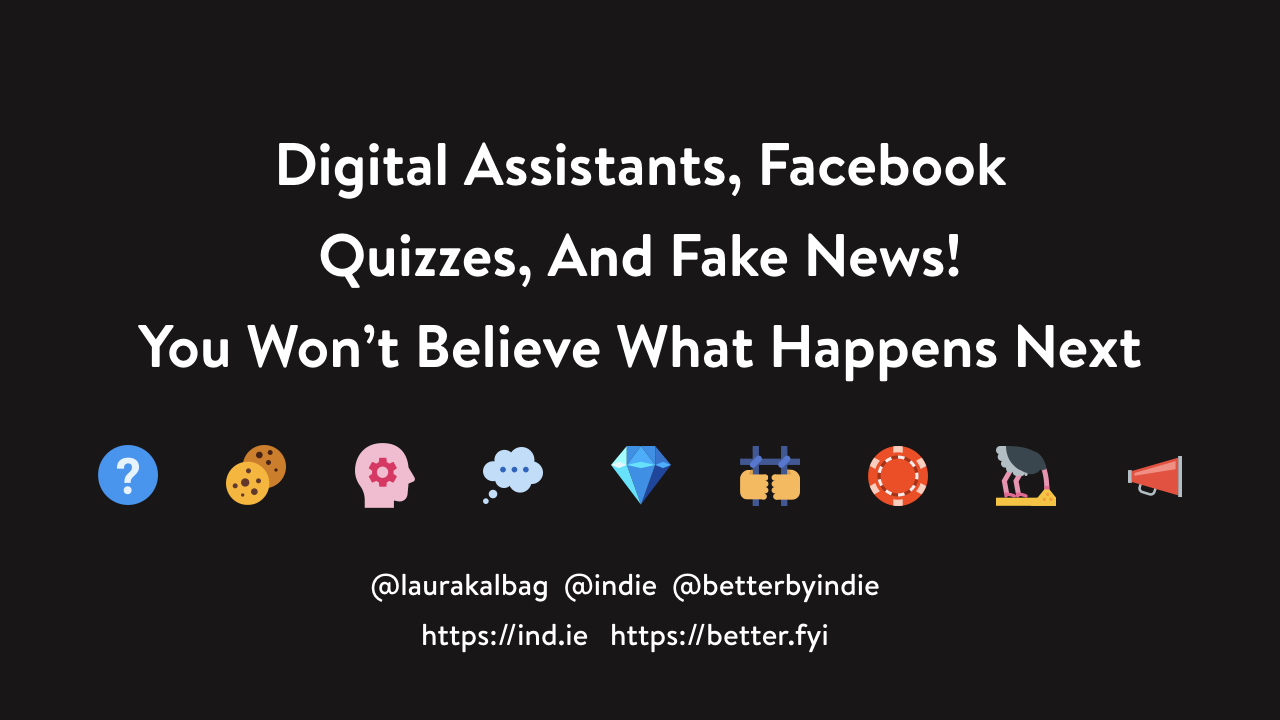 Digital Assistants, Facebook
Quizzes, And Fake News!
You Won’t Believe What Happens Next
?
@laurakalbag @indie @betterbyindie
https://ind.ie https://better.fyi